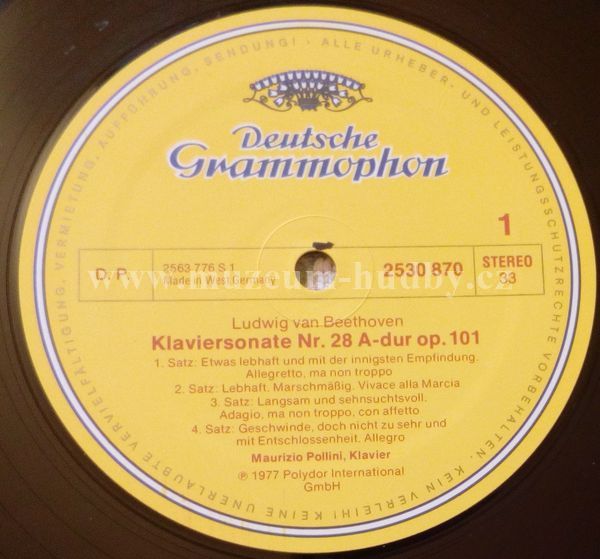 ALLE URHEBER- UND LEISTUNGSSCHUTZRECHTE VORBEHALTEN. KEIN VERLEIH! KEINE UNERLAUBTE VERVIELFÄLTIGUNG, VERMIETUNG, AUFFÜHRUNG, SENDUNG!
Deutsche
Grammophon
1
D. P.
2563 776 S 1
Made in West Germany
2530 870
STEREO
33
www.muzeum-hudby.cz
Ludwig van Beethoven
Klaviersonate Nr. 28 A-dur op. 101
1. Satz: Etwas lebhaft und mit der innigsten Empfindung.
Allegretto, ma non troppo
2. Satz: Lebhaft. Marschmäßig. Vivace alla Marcia
3. Satz: Langsam und sehnsuchtsvoll.
Adagio, ma non troppo, con affetto
4. Satz: Geschwinde, doch nicht zu sehr und
mit Entschlossenheit. Allegro
Maurizio Pollini, Klavier
℗ 1977 Polydor International
GmbH